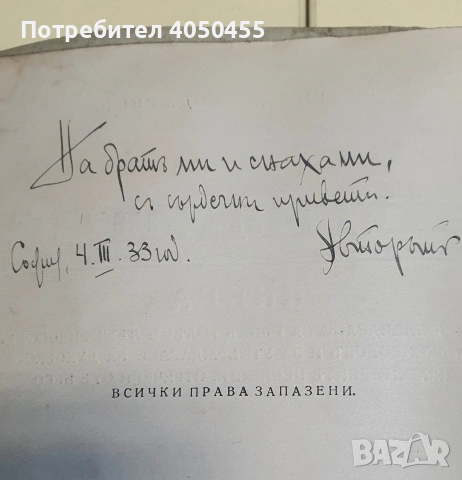 Потребител 4050455
На братъ ми и снаха ми,
съ сърдечни привети.
София, 4. III. 33 год.
Авторътъ
ВСИЧКИ ПРАВА ЗАПАЗЕНИ.
BAZAR